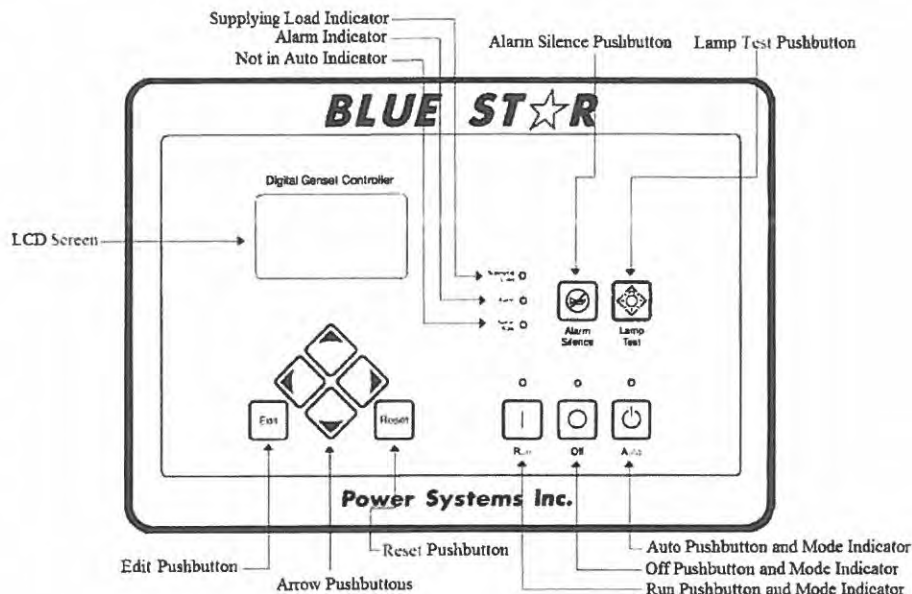 Supplying Load Indicator
Alarm Indicator
Not in Auto Indicator
Alarm Silence Pushbutton
Lamp Test Pushbutton
BLUE ST☆R
Digital Genset Controller
LCD Screen
Alarm
Silence
Lamp
Test
Edit
Reset
Run
Off
Auto
Power Systems Inc.
Edit Pushbutton
Arrow Pushbuttons
Reset Pushbutton
Auto Pushbutton and Mode Indicator
Off Pushbutton and Mode Indicator
Run Pushbutton and Mode Indicator